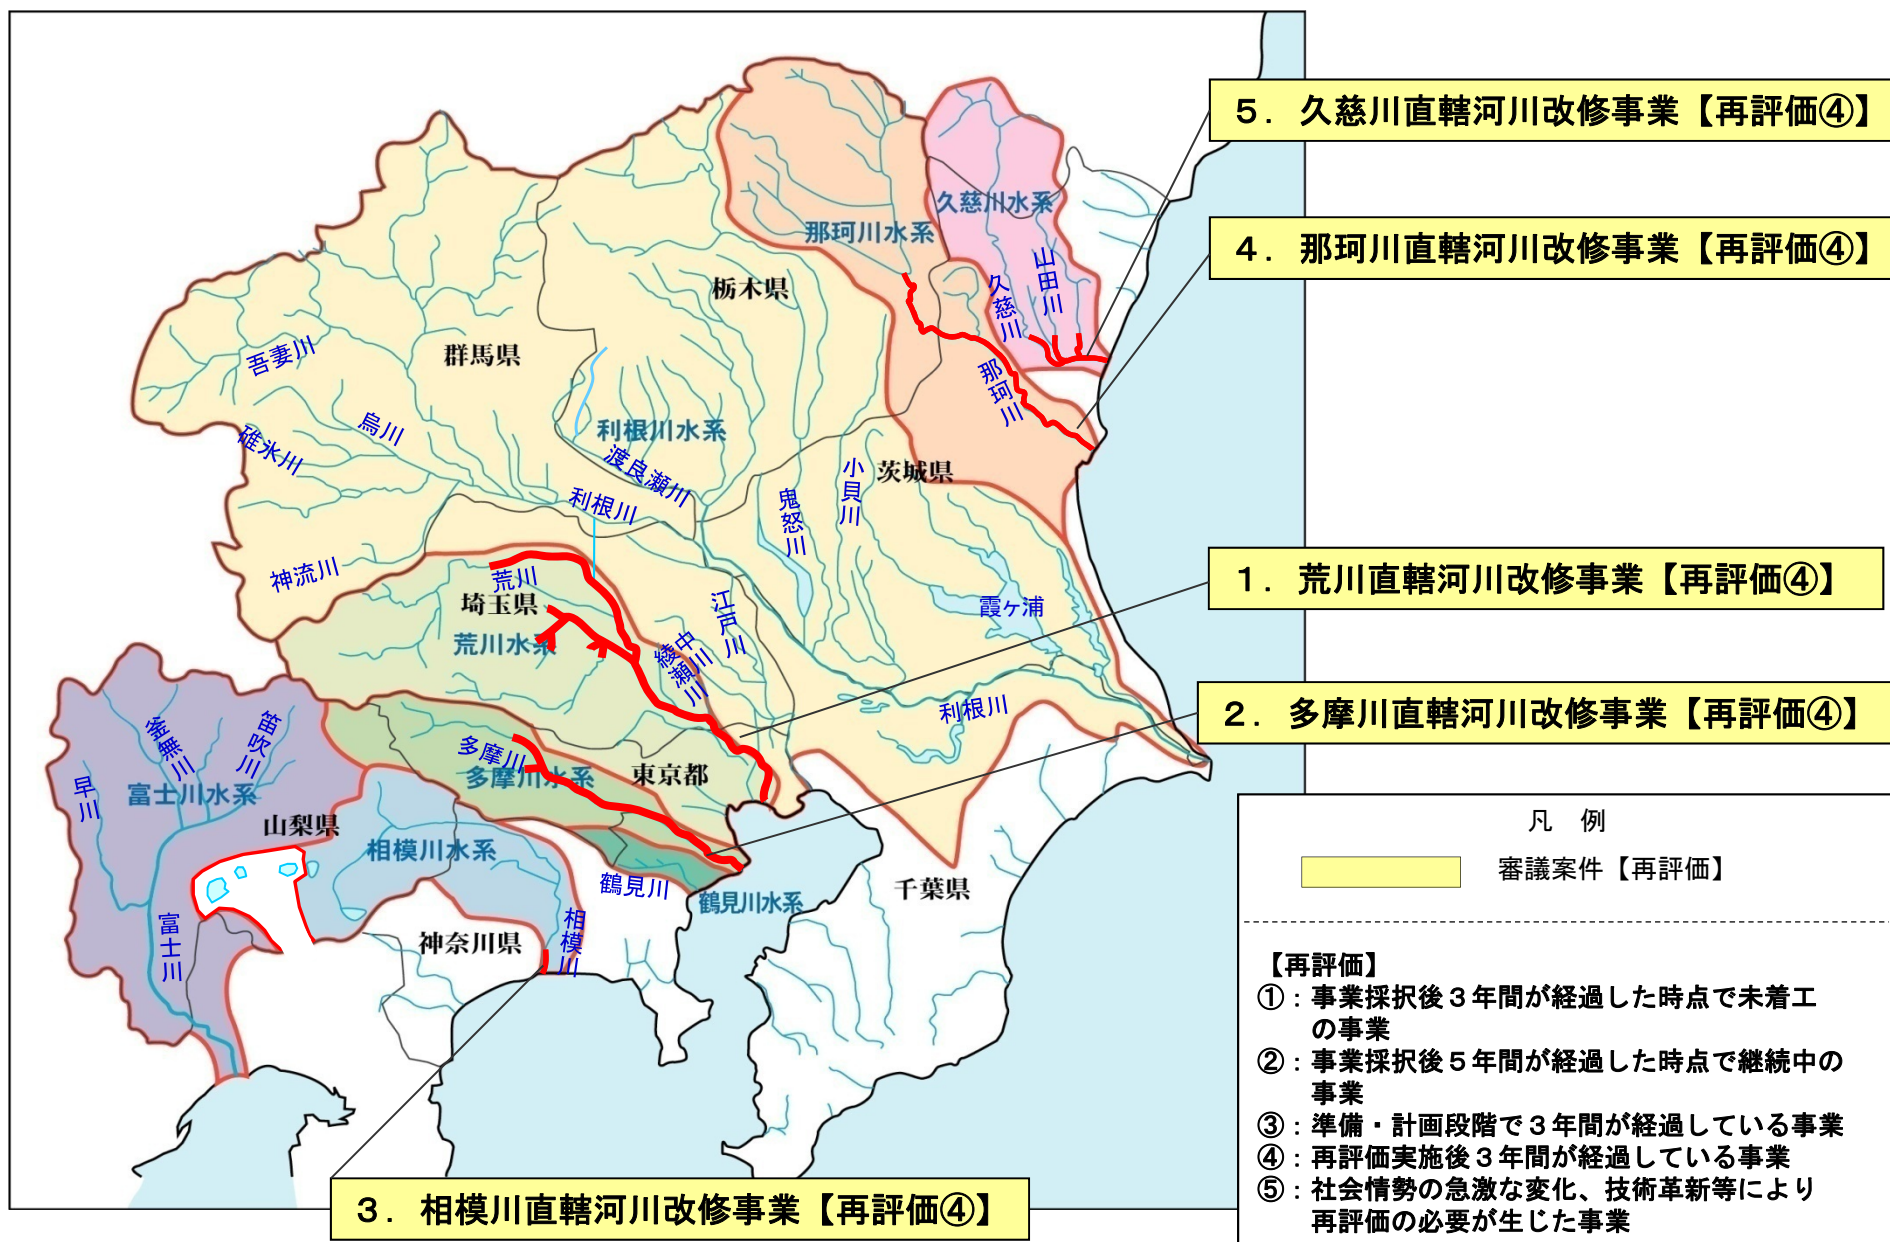 ５．久慈川直轄河川改修事業【再評価④】
久慈川水系
那珂川水系
４．那珂川直轄河川改修事業【再評価④】
山田川
久慈川
栃木県
群馬県
吾妻川
那珂川
烏川
碓氷川
利根川水系
渡良瀬川
小貝川
茨城県
利根川
鬼怒川
神流川
荒川
１．荒川直轄河川改修事業【再評価④】
埼玉県
江戸川
霞ヶ浦
荒川水系
中川
綾瀬川
２．多摩川直轄河川改修事業【再評価④】
利根川
笛吹川
釜無川
多摩川
多摩川水系
東京都
早川
富士川水系
山梨県
相模川水系
鶴見川
千葉県
鶴見川水系
相模川
富士川
神奈川県
３．相模川直轄河川改修事業【再評価④】
凡　例
審議案件【再評価】
【再評価】
①：事業採択後３年間が経過した時点で未着工
の事業
②：事業採択後５年間が経過した時点で継続中の
事業
③：準備・計画段階で３年間が経過している事業
④：再評価実施後３年間が経過している事業
⑤：社会情勢の急激な変化、技術革新等により
再評価の必要が生じた事業